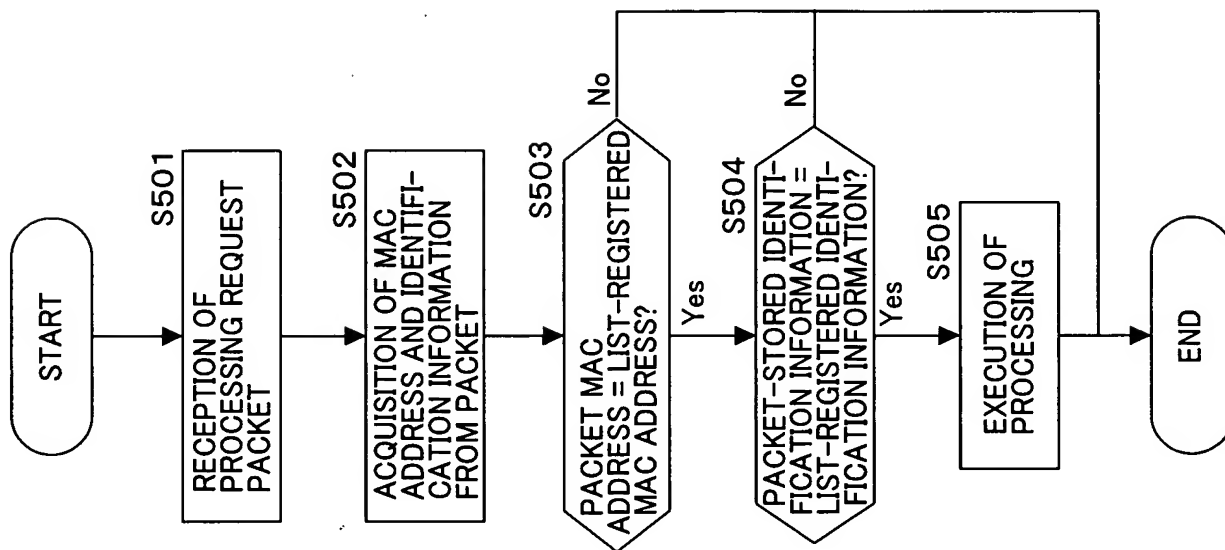 START
S501
RECEPTION OF
PROCESSING REQUEST
PACKET
S502
ACQUISITION OF MAC
ADDRESS AND IDENTIFI-
CATION INFORMATION
FROM PACKET
S503
PACKET MAC
ADDRESS = LIST-REGISTERED
MAC ADDRESS?
No
Yes
S504
PACKET-STORED IDENTI-
FICATION INFORMATION =
LIST-REGISTERED IDENTI-
FICATION INFORMATION?
No
Yes
S505
EXECUTION OF
PROCESSING
END